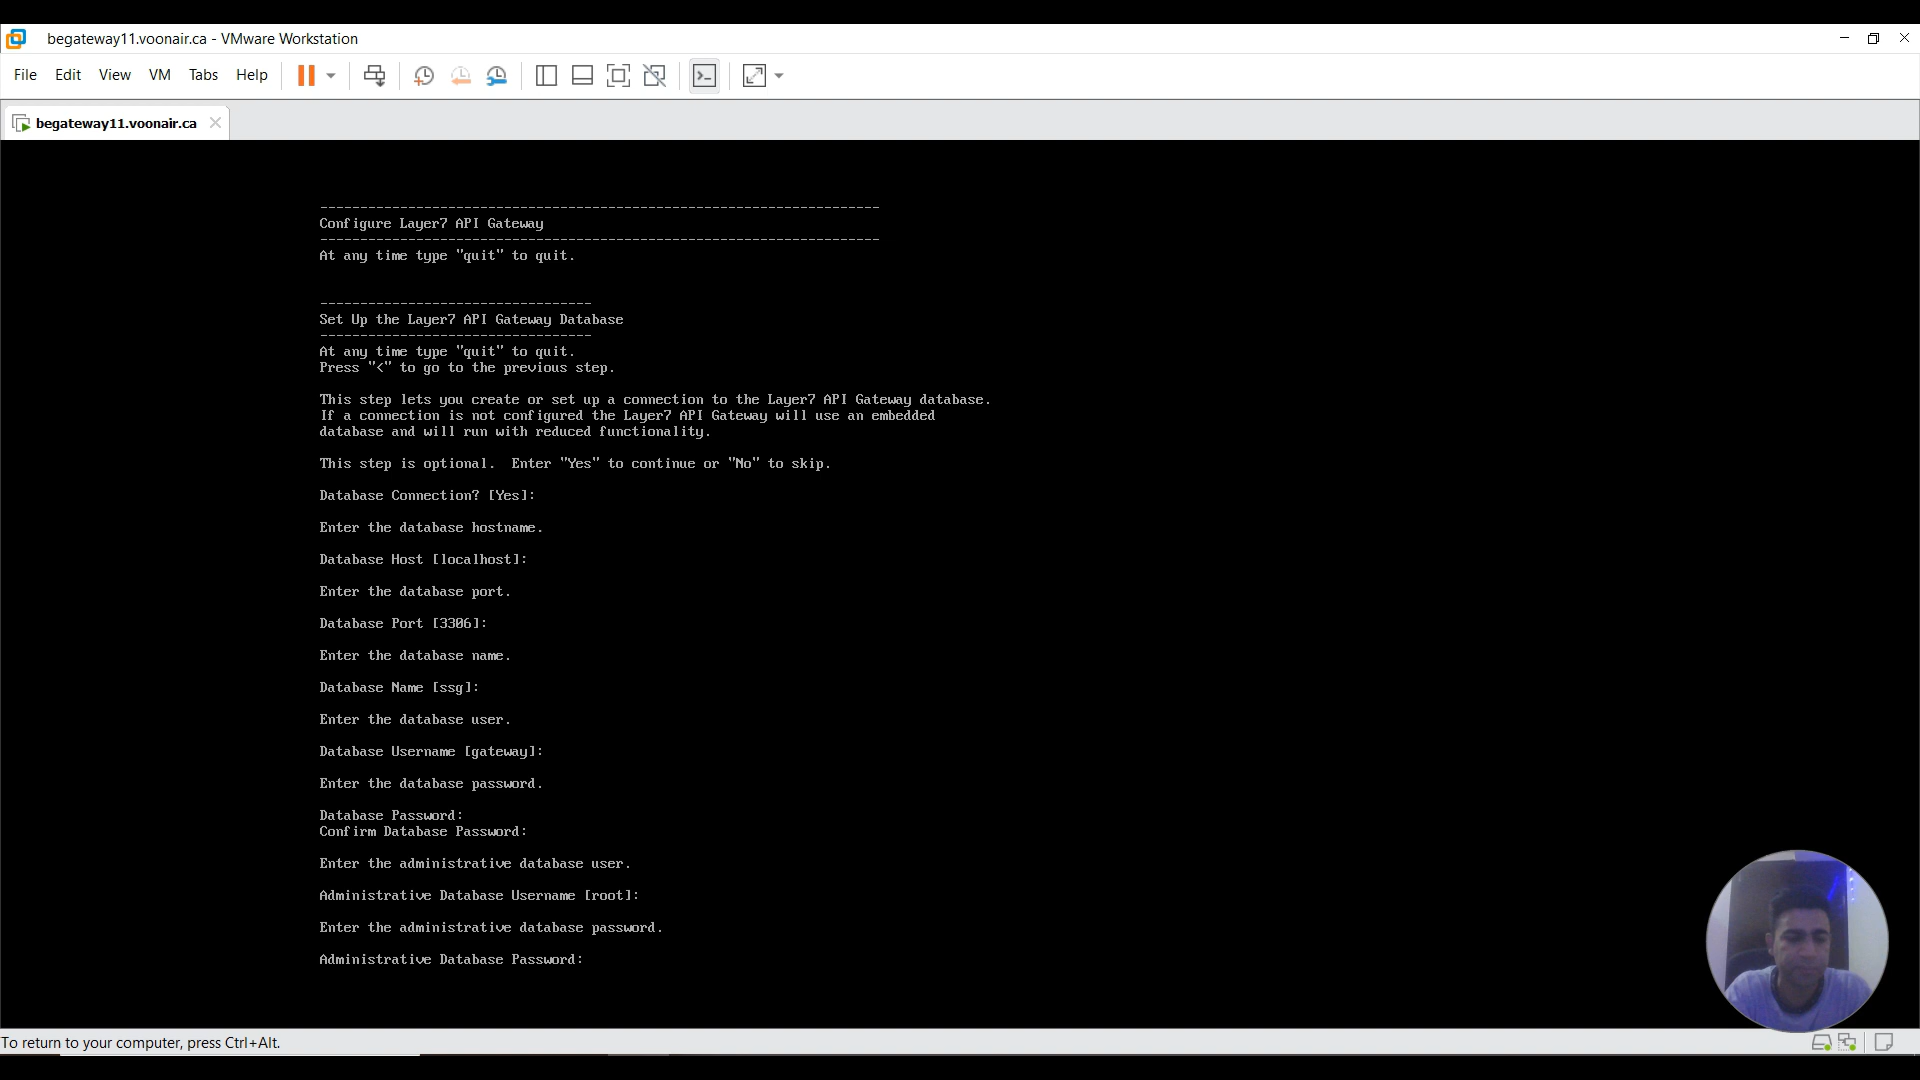 begateway11.voonair.ca - VMware Workstation
File Edit View VM Tabs Help
begateway11.voonair.ca
---------------------------------------------------------------------- 
Configure Layer7 API Gateway
----------------------------------------------------------------------
At any time type "quit" to quit.
----------------------------------
Set Up the Layer7 API Gateway Database
----------------------------------
At any time type "quit" to quit.
Press "<" to go to the previous step.
This step lets you create or set up a connection to the Layer7 API Gateway database.
If a connection is not configured the Layer7 API Gateway will use an embedded
database and will run with reduced functionality.
This step is optional.  Enter "Yes" to continue or "No" to skip.
Database Connection? [Yes]:
Enter the database hostname.
Database Host [localhost]:
Enter the database port.
Database Port [3306]:
Enter the database name.
Database Name [ssg]:
Enter the database user.
Database Username [gateway]:
Enter the database password.
Database Password:
Confirm Database Password:
Enter the administrative database user.
Administrative Database Username [root]:
Enter the administrative database password.
Administrative Database Password:
To return to your computer, press Ctrl+Alt.